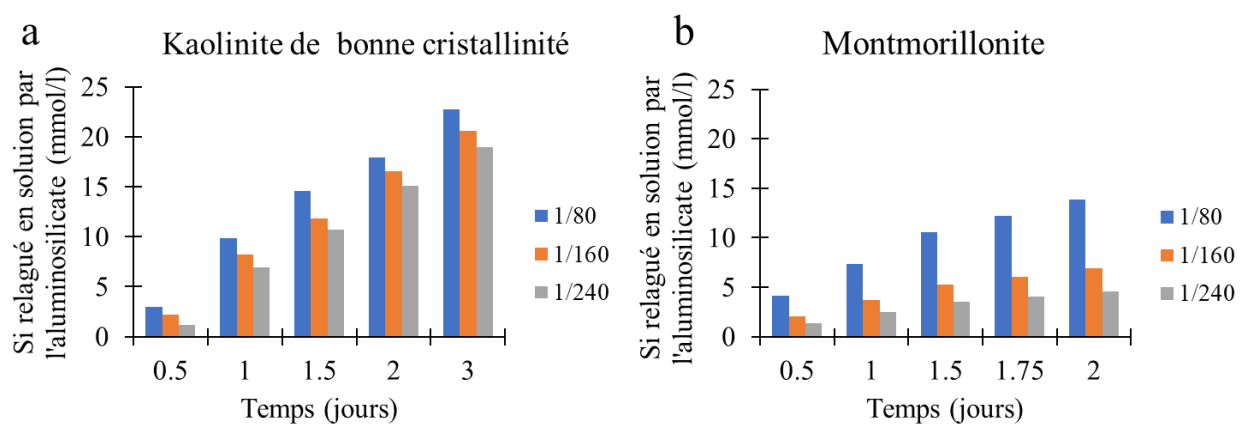 a
Kaolinite de bonne cristallinité
Si relagué en soluion par
l'aluminosilicate (mmol/l)
25
20
15
10
5
0
0.5 1 1.5 2 3
Temps (jours)
1/80
1/160
1/240
b
Montmorillonite
Si relagué en soluion par
l'aluminosilicate (mmol/l)
25
20
15
10
5
0
0.5 1 1.5 1.75 2
Temps (jours)
1/80
1/160
1/240